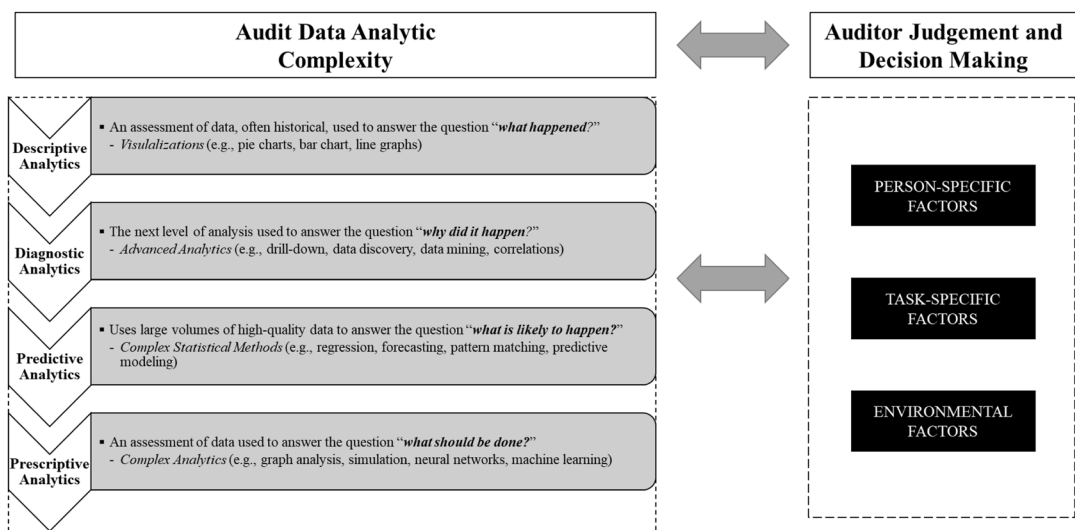 Audit Data Analytic
Complexity
Auditor Judgement and
Decision Making
Descriptive
Analytics
▪ An assessment of data, often historical, used to answer the question “what happened?”
- Visulalizations (e.g., pie charts, bar chart, line graphs)
Diagnostic
Analytics
▪ The next level of analysis used to answer the question “why did it happen?”
- Advanced Analytics (e.g., drill-down, data discovery, data mining, correlations)
Predictive
Analytics
▪ Uses large volumes of high-quality data to answer the question “what is likely to happen?”
- Complex Statistical Methods (e.g., regression, forecasting, pattern matching, predictive
modeling)
Prescriptive
Analytics
▪ An assessment of data used to answer the question “what should be done?”
- Complex Analytics (e.g., graph analysis, simulation, neural networks, machine learning)
PERSON-SPECIFIC
FACTORS
TASK-SPECIFIC
FACTORS
ENVIRONMENTAL
FACTORS